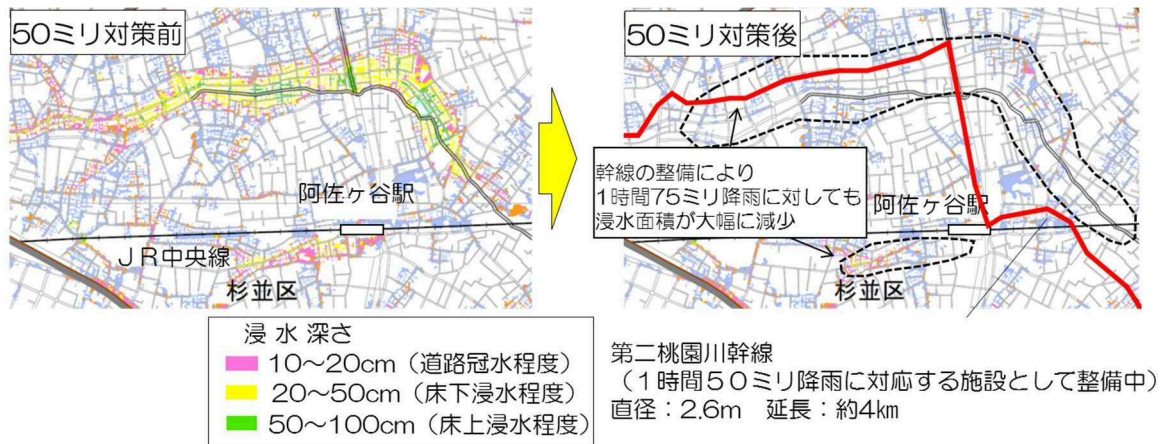 50ミリ対策前
阿佐ヶ谷駅
JR中央線
杉並区
50ミリ対策後
幹線の整備により
1時間75ミリ降雨に対しても
浸水面積が大幅に減少
阿佐ヶ谷駅
杉並区
浸水深さ
10～20cm（道路冠水程度）
20～50cm（床下浸水程度）
50～100cm（床上浸水程度）
第二桃園川幹線
（1時間50ミリ降雨に対応する施設として整備中）
直径：2.6m　延長：約4km